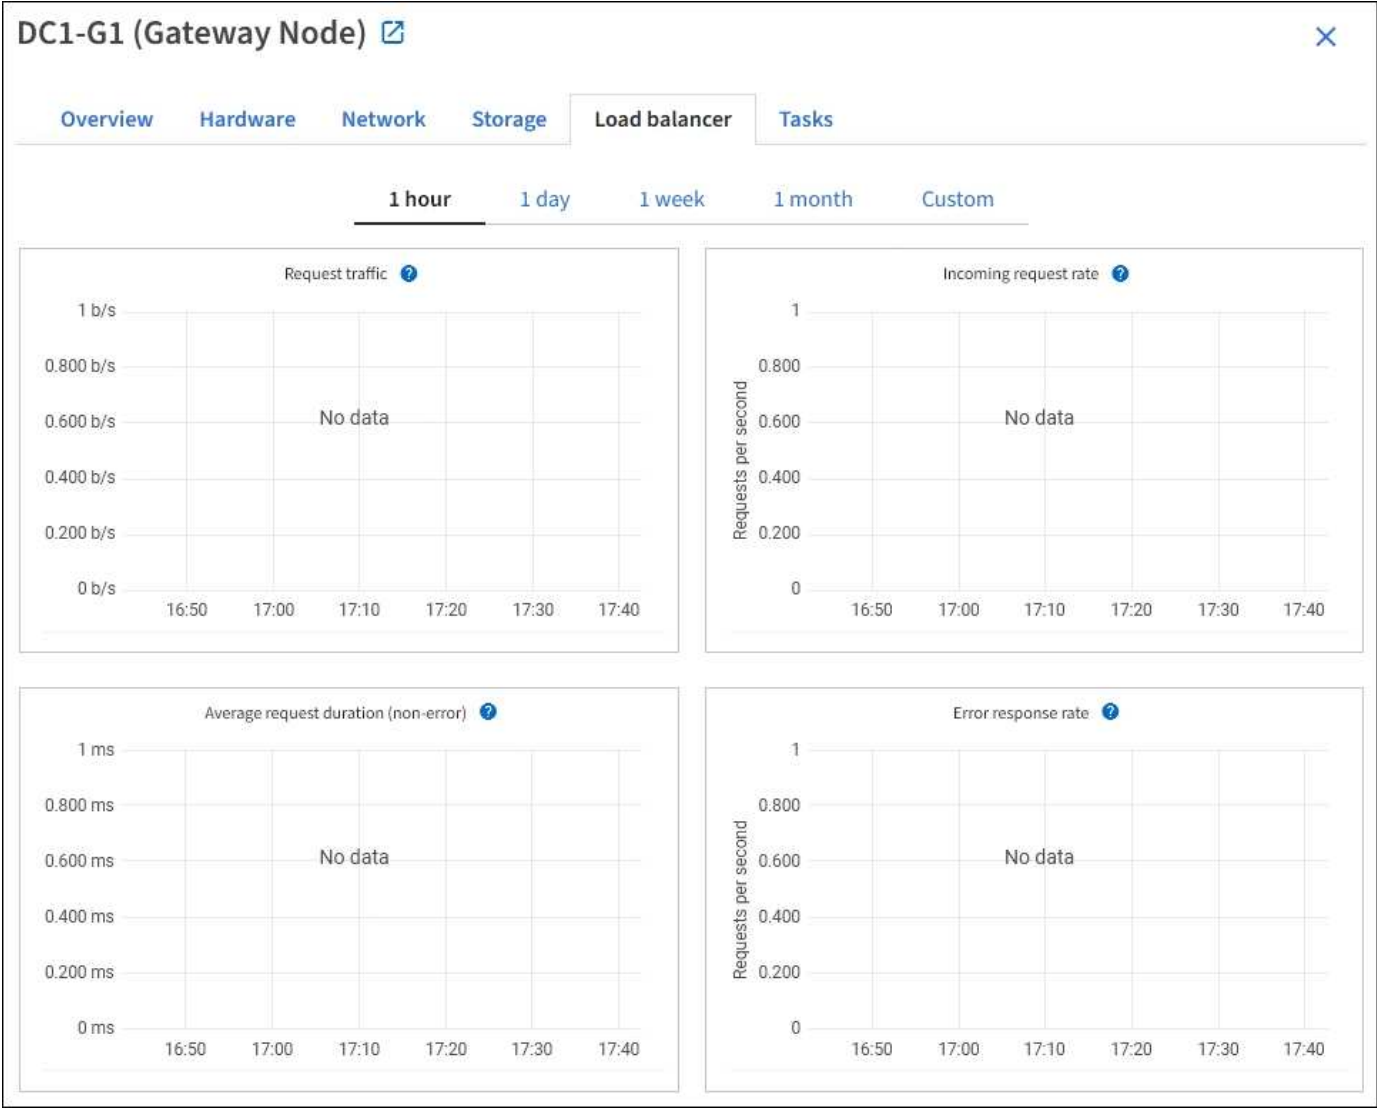 DC1-G1 (Gateway Node)
Overview Hardware Network Storage Load balancer Tasks
1 hour 1 day 1 week 1 month Custom
Request traffic ?
1 b/s
0.800 b/s
0.600 b/s
0.400 b/s
0.200 b/s
0 b/s
No data
16:50 17:00 17:10 17:20 17:30 17:40
Incoming request rate ?
Requests per second
1
0.800
0.600
0.400
0.200
0
No data
16:50 17:00 17:10 17:20 17:30 17:40
Average request duration (non-error) ?
1 ms
0.800 ms
0.600 ms
0.400 ms
0.200 ms
0 ms
No data
16:50 17:00 17:10 17:20 17:30 17:40
Error response rate ?
Requests per second
1
0.800
0.600
0.400
0.200
0
No data
16:50 17:00 17:10 17:20 17:30 17:40